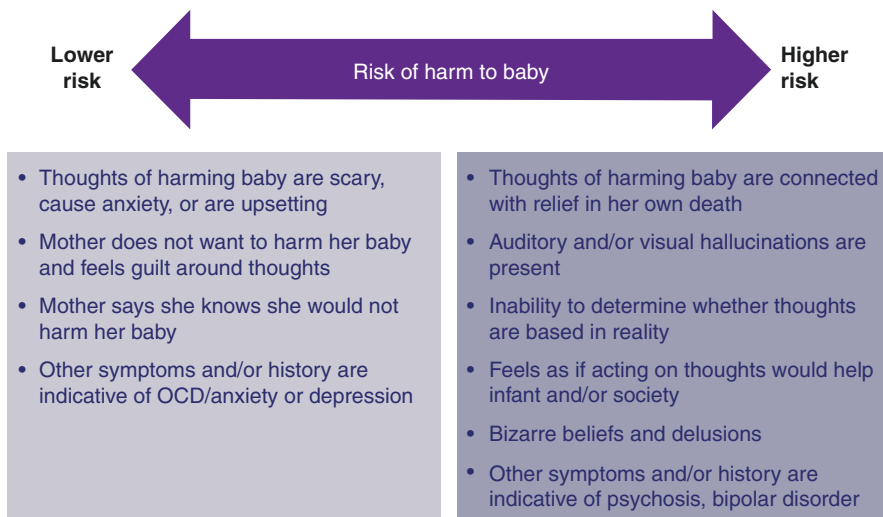 Lower
risk
Risk of harm to baby
Higher
risk
• Thoughts of harming baby are scary,
cause anxiety, or are upsetting
• Mother does not want to harm her baby
and feels guilt around thoughts
• Mother says she knows she would not
harm her baby
• Other symptoms and/or history are
indicative of OCD/anxiety or depression
• Thoughts of harming baby are connected
with relief in her own death
• Auditory and/or visual hallucinations are
present
• Inability to determine whether thoughts
are based in reality
• Feels as if acting on thoughts would help
infant and/or society
• Bizarre beliefs and delusions
• Other symptoms and/or history are
indicative of psychosis, bipolar disorder